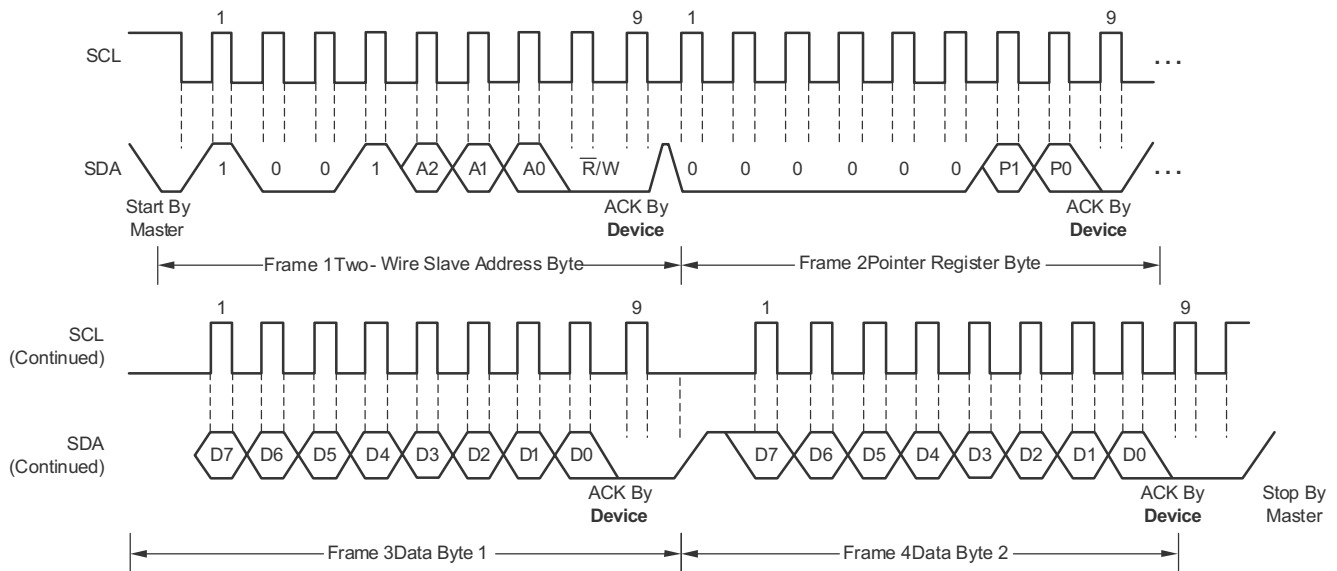 1 9 1 9
SCL ...
SDA 1 0 0 1 A2 A1 A0 R̅/W 0 0 0 0 0 0 P1 P0 ...
Start By Master
ACK By Device
ACK By Device
Frame 1Two- Wire Slave Address Byte
Frame 2Pointer Register Byte
1 9 1 9
SCL (Continued)
SDA (Continued) D7 D6 D5 D4 D3 D2 D1 D0 D7 D6 D5 D4 D3 D2 D1 D0
ACK By Device
ACK By Device
Stop By Master
Frame 3Data Byte 1
Frame 4Data Byte 2